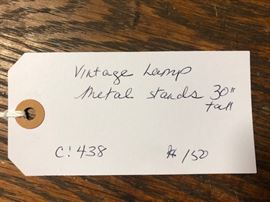 Vintage Lamp
Metal stands 30"
tall
C: 438
$ 150